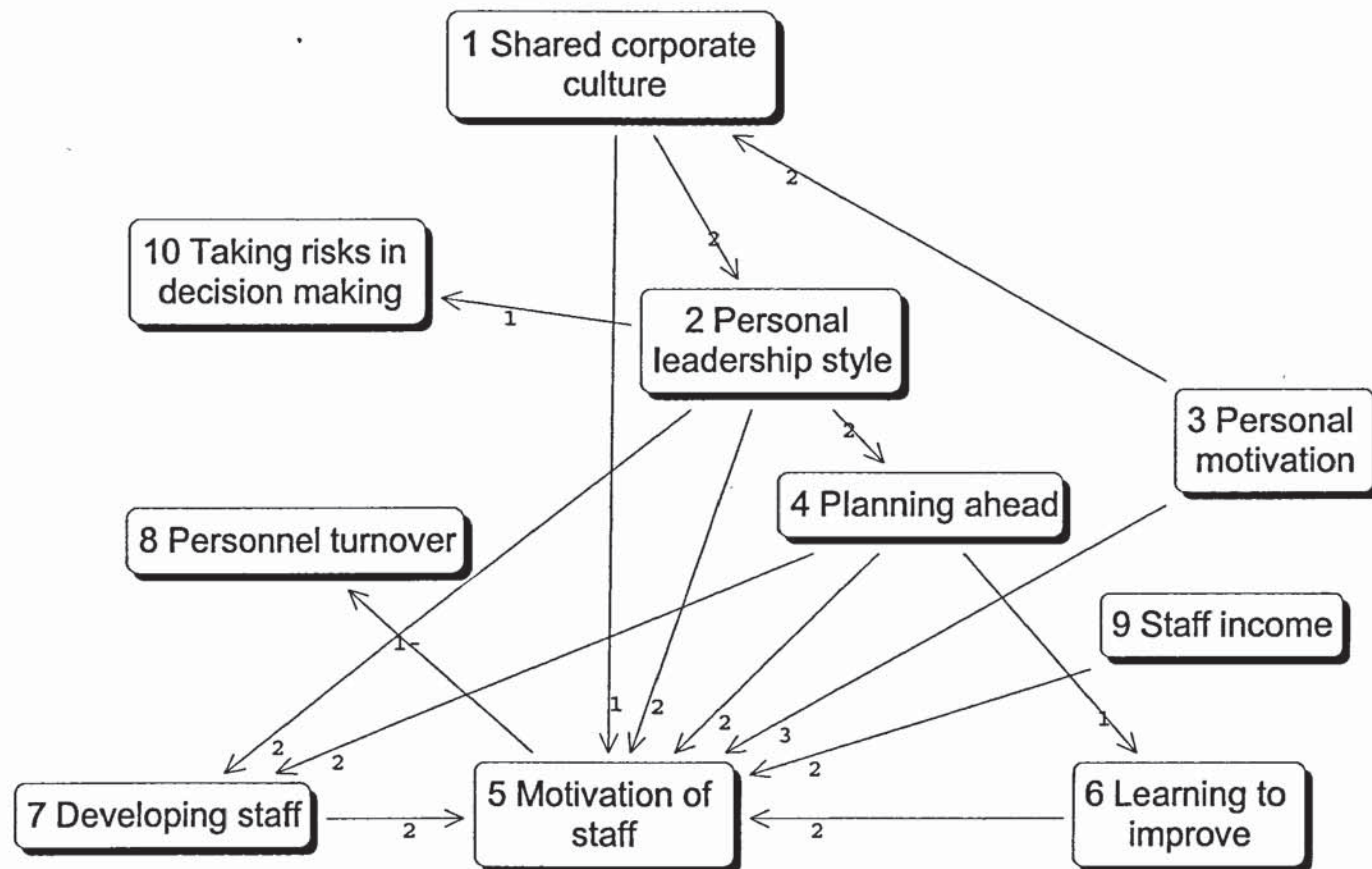 1 Shared corporate
culture
2
2
10 Taking risks in
decision making
1
2 Personal
leadership style
2
3 Personal
motivation
4 Planning ahead
8 Personnel turnover
9 Staff income
1-
2
2
1
2
2
3
2
1
7 Developing staff
2
5 Motivation of
staff
2
6 Learning to
improve